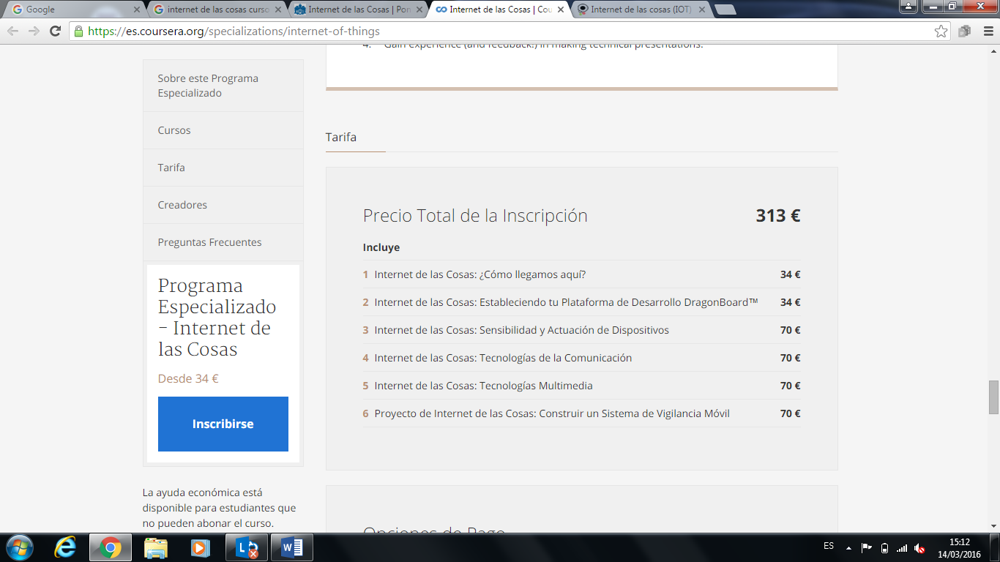 Google
internet de las cosas curso
Internet de las Cosas | Pon
Internet de las Cosas | Cou
Internet de las cosas (IOT)
https://es.coursera.org/specializations/internet-of-things
4. Gain experience (and feedback!) in making technical presentations.
Sobre este Programa
Especializado
Cursos
Tarifa
Creadores
Preguntas Frecuentes
Programa
Especializado
- Internet de
las Cosas
Desde 34 €
Inscribirse
La ayuda económica está
disponible para estudiantes que
no pueden abonar el curso.
Tarifa
Precio Total de la Inscripción 313 €
Incluye
1 Internet de las Cosas: ¿Cómo llegamos aquí? 34 €
2 Internet de las Cosas: Estableciendo tu Plataforma de Desarrollo DragonBoard™ 34 €
3 Internet de las Cosas: Sensibilidad y Actuación de Dispositivos 70 €
4 Internet de las Cosas: Tecnologías de la Comunicación 70 €
5 Internet de las Cosas: Tecnologías Multimedia 70 €
6 Proyecto de Internet de las Cosas: Construir un Sistema de Vigilancia Móvil 70 €
Opciones de Pago
ES
15:12
14/03/2016